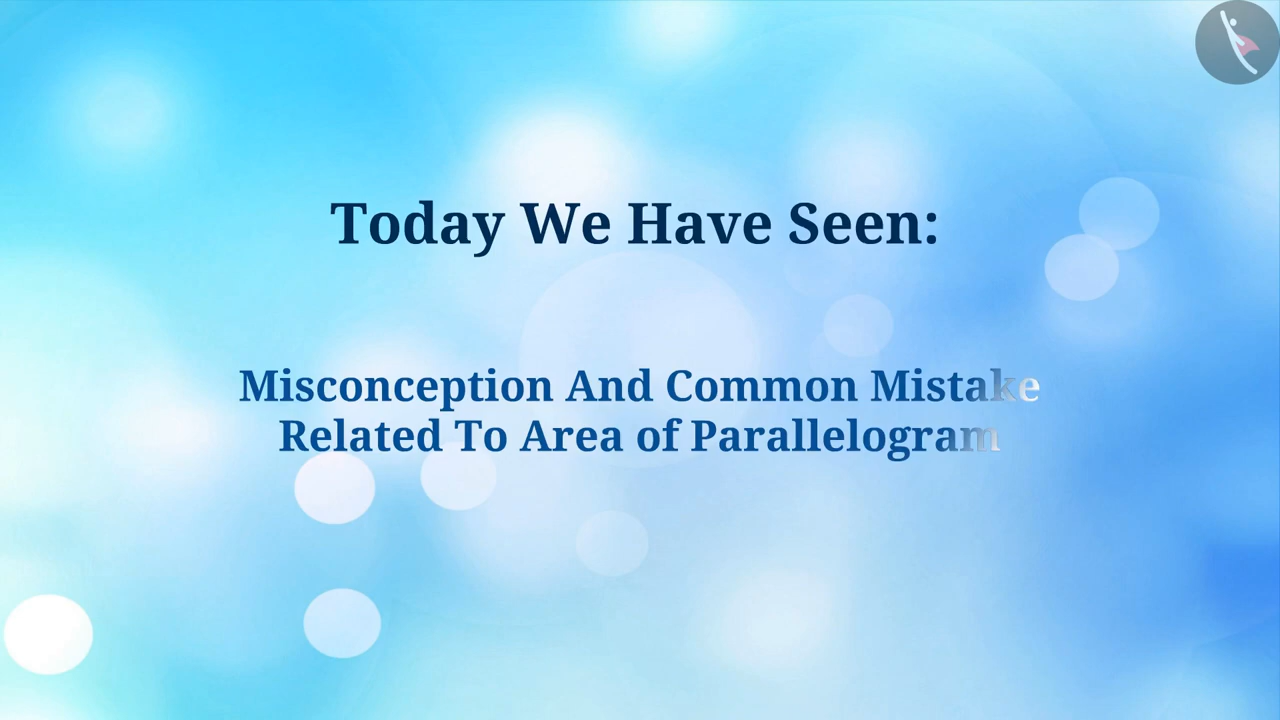 Today We Have Seen:
Misconception And Common Mistake
Related To Area of Parallelogram